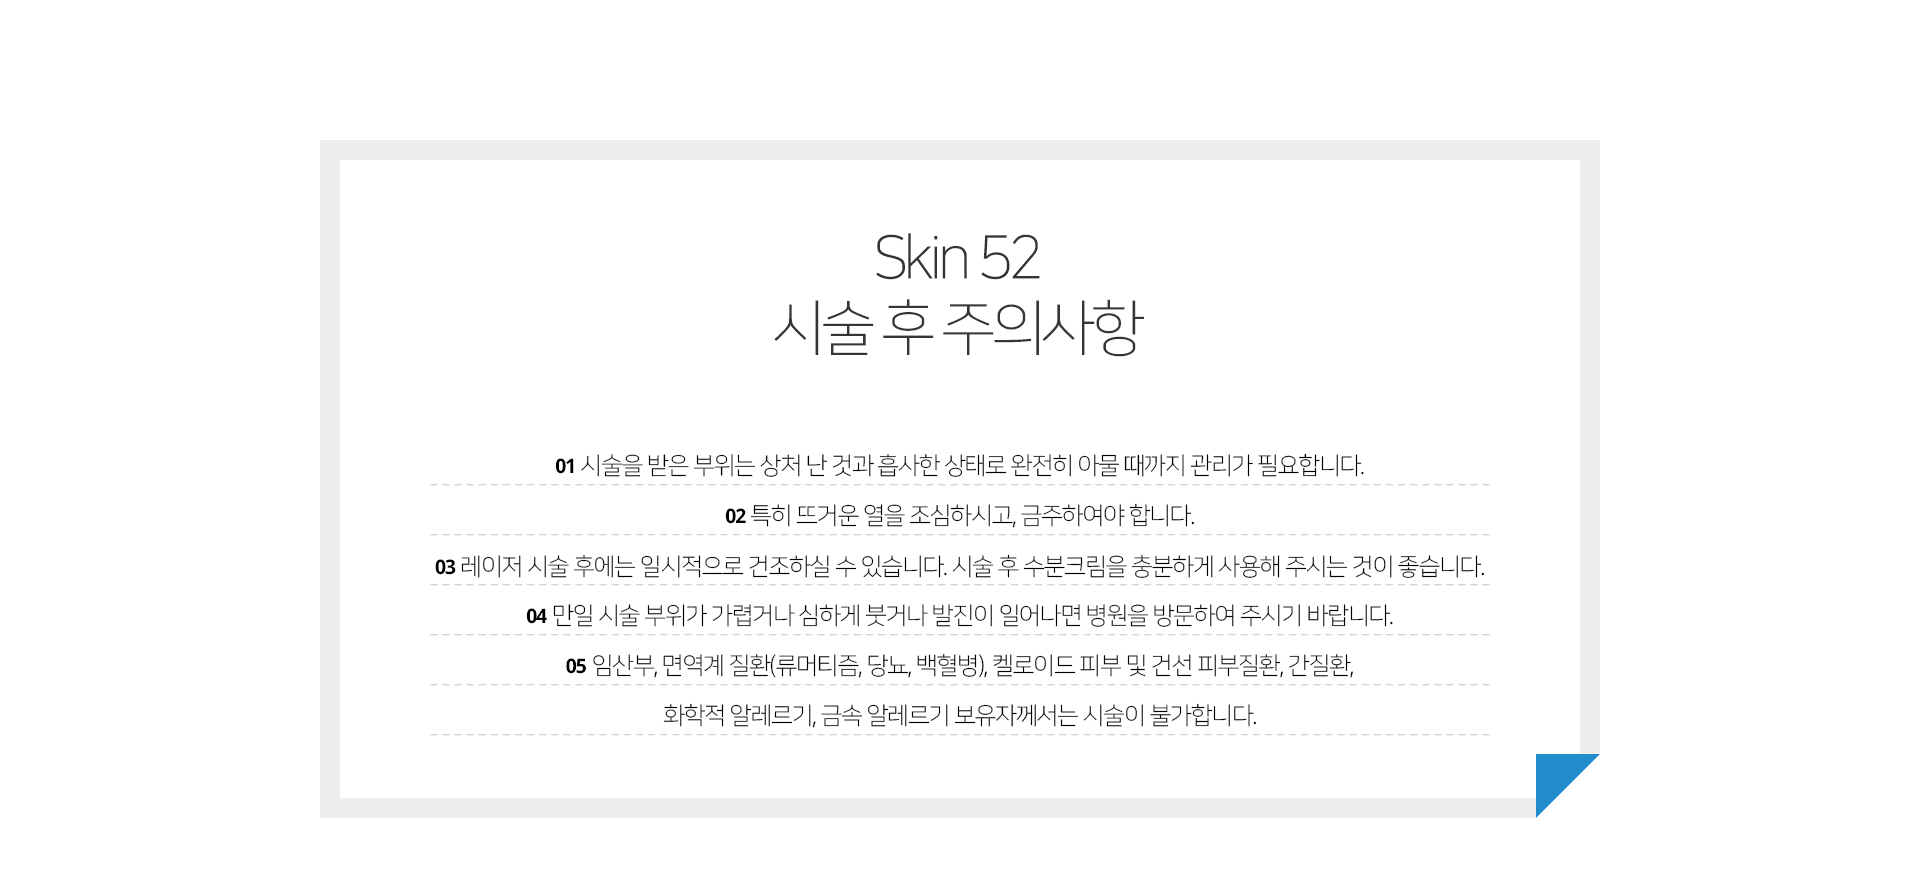 Skin 52
시술 후 주의사항
01 시술을 받은 부위는 상처 난 것과 흡사한 상태로 완전히 아물 때까지 관리가 필요합니다.
02 특히 뜨거운 열을 조심하시고, 금주하여야 합니다.
03 레이저 시술 후에는 일시적으로 건조하실 수 있습니다. 시술 후 수분크림을 충분하게 사용해 주시는 것이 좋습니다.
04 만일 시술 부위가 가렵거나 심하게 붓거나 발진이 일어나면 병원을 방문하여 주시기 바랍니다.
05 임산부, 면역계 질환(류머티즘, 당뇨, 백혈병), 켈로이드 피부 및 건선 피부질환, 간질환,
화학적 알레르기, 금속 알레르기 보유자께서는 시술이 불가합니다.